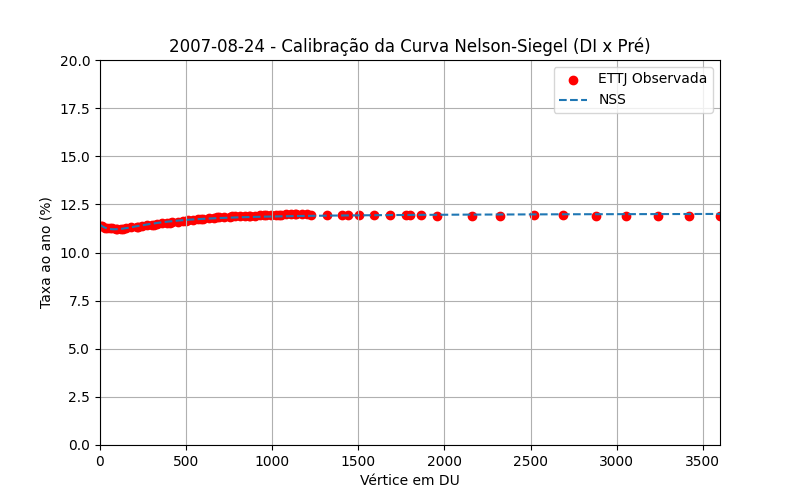 2007-08-24 - Calibração da Curva Nelson-Siegel (DI x Pré)
ETTJ Observada
NSS
Taxa ao ano (%)
20.0
17.5
15.0
12.5
10.0
7.5
5.0
2.5
0.0
0 500 1000 1500 2000 2500 3000 3500
Vértice em DU